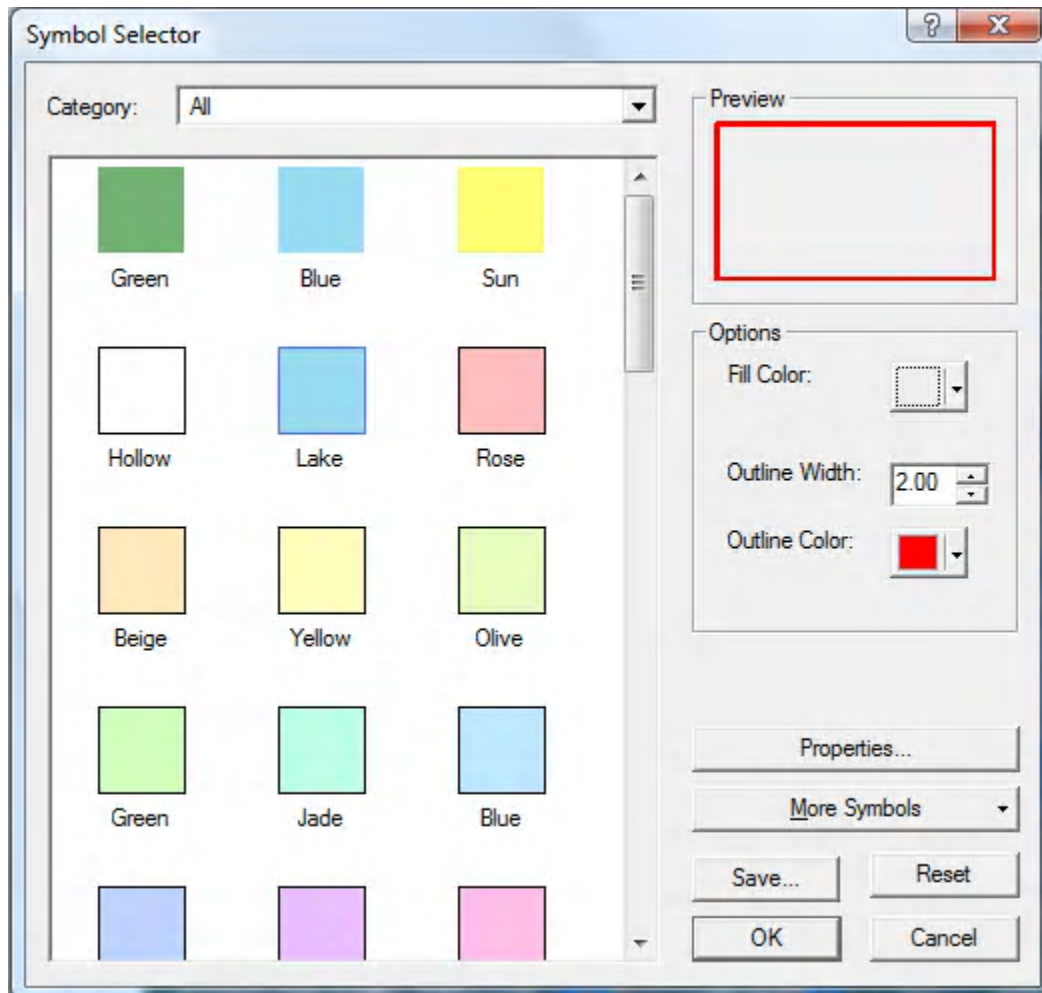 Symbol Selector
Category: All
Green Blue Sun
Hollow Lake Rose
Beige Yellow Olive
Green Jade Blue
Preview
Options
Fill Color:
Outline Width: 2.00
Outline Color:
Properties...
More Symbols
Save... Reset
OK Cancel